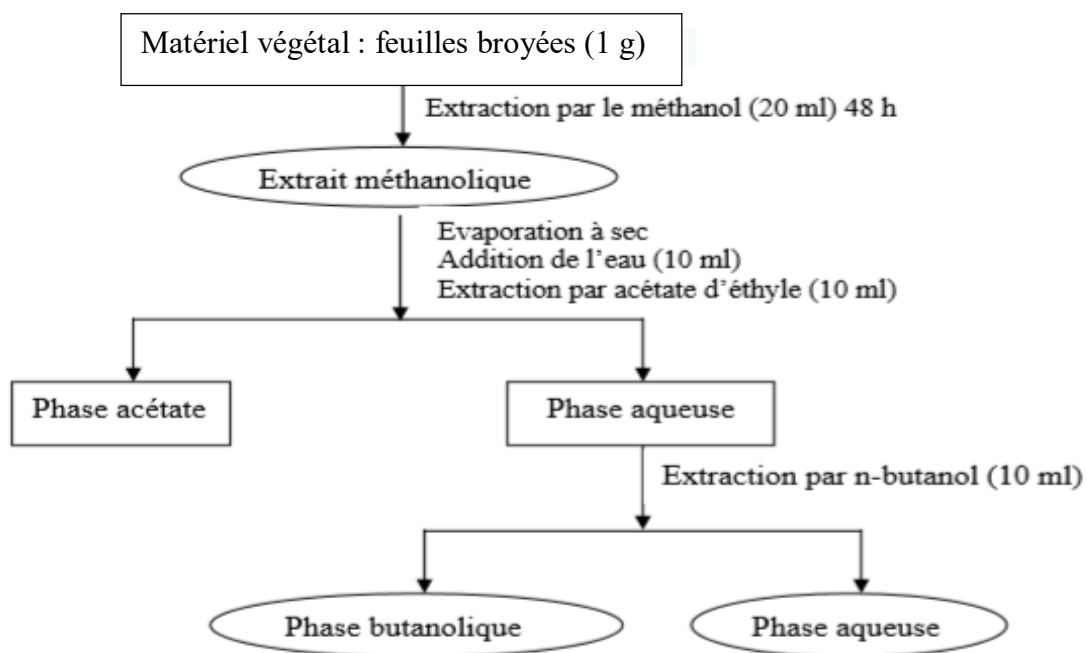 Matériel végétal : feuilles broyées (1 g)
Extraction par le méthanol (20 ml) 48 h
Extrait méthanolique
Evaporation à sec
Addition de l'eau (10 ml)
Extraction par acétate d'éthyle (10 ml)
Phase acétate
Phase aqueuse
Extraction par n-butanol (10 ml)
Phase butanolique
Phase aqueuse